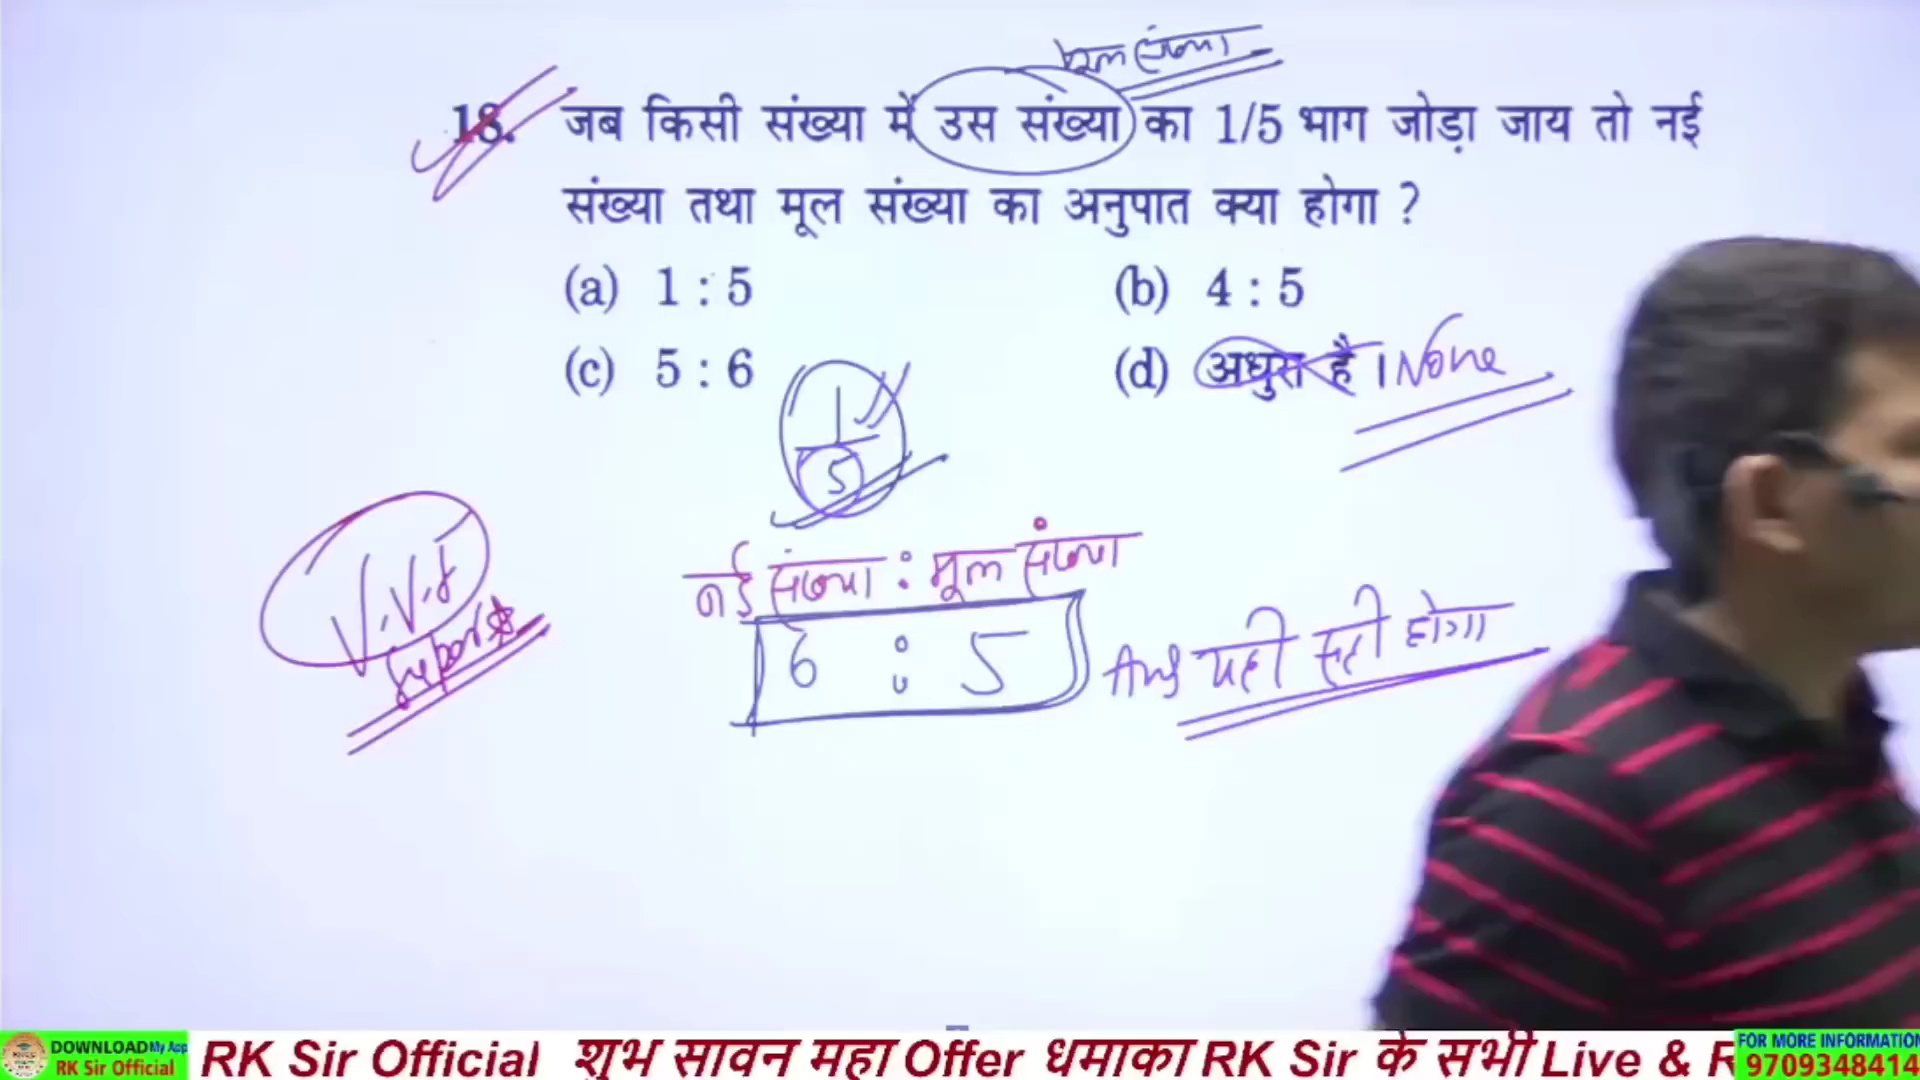 मूल संख्या
18. जब किसी संख्या में उस संख्या का 1/5 भाग जोड़ा जाय तो नई
संख्या तथा मूल संख्या का अनुपात क्या होगा ?
(a) 1 : 5 (b) 4 : 5
(c) 5 : 6 (d) अधुरा है । None
1
5
नई संख्या : मूल संख्या
V.V.I
6 : 5 Ans यही सही होगा
DOWNLOAD My App
RK Sir Official
RK Sir Official शुभ सावन महा Offer धमाका RK Sir के सभी Live & R
FOR MORE INFORMATION
9709348414